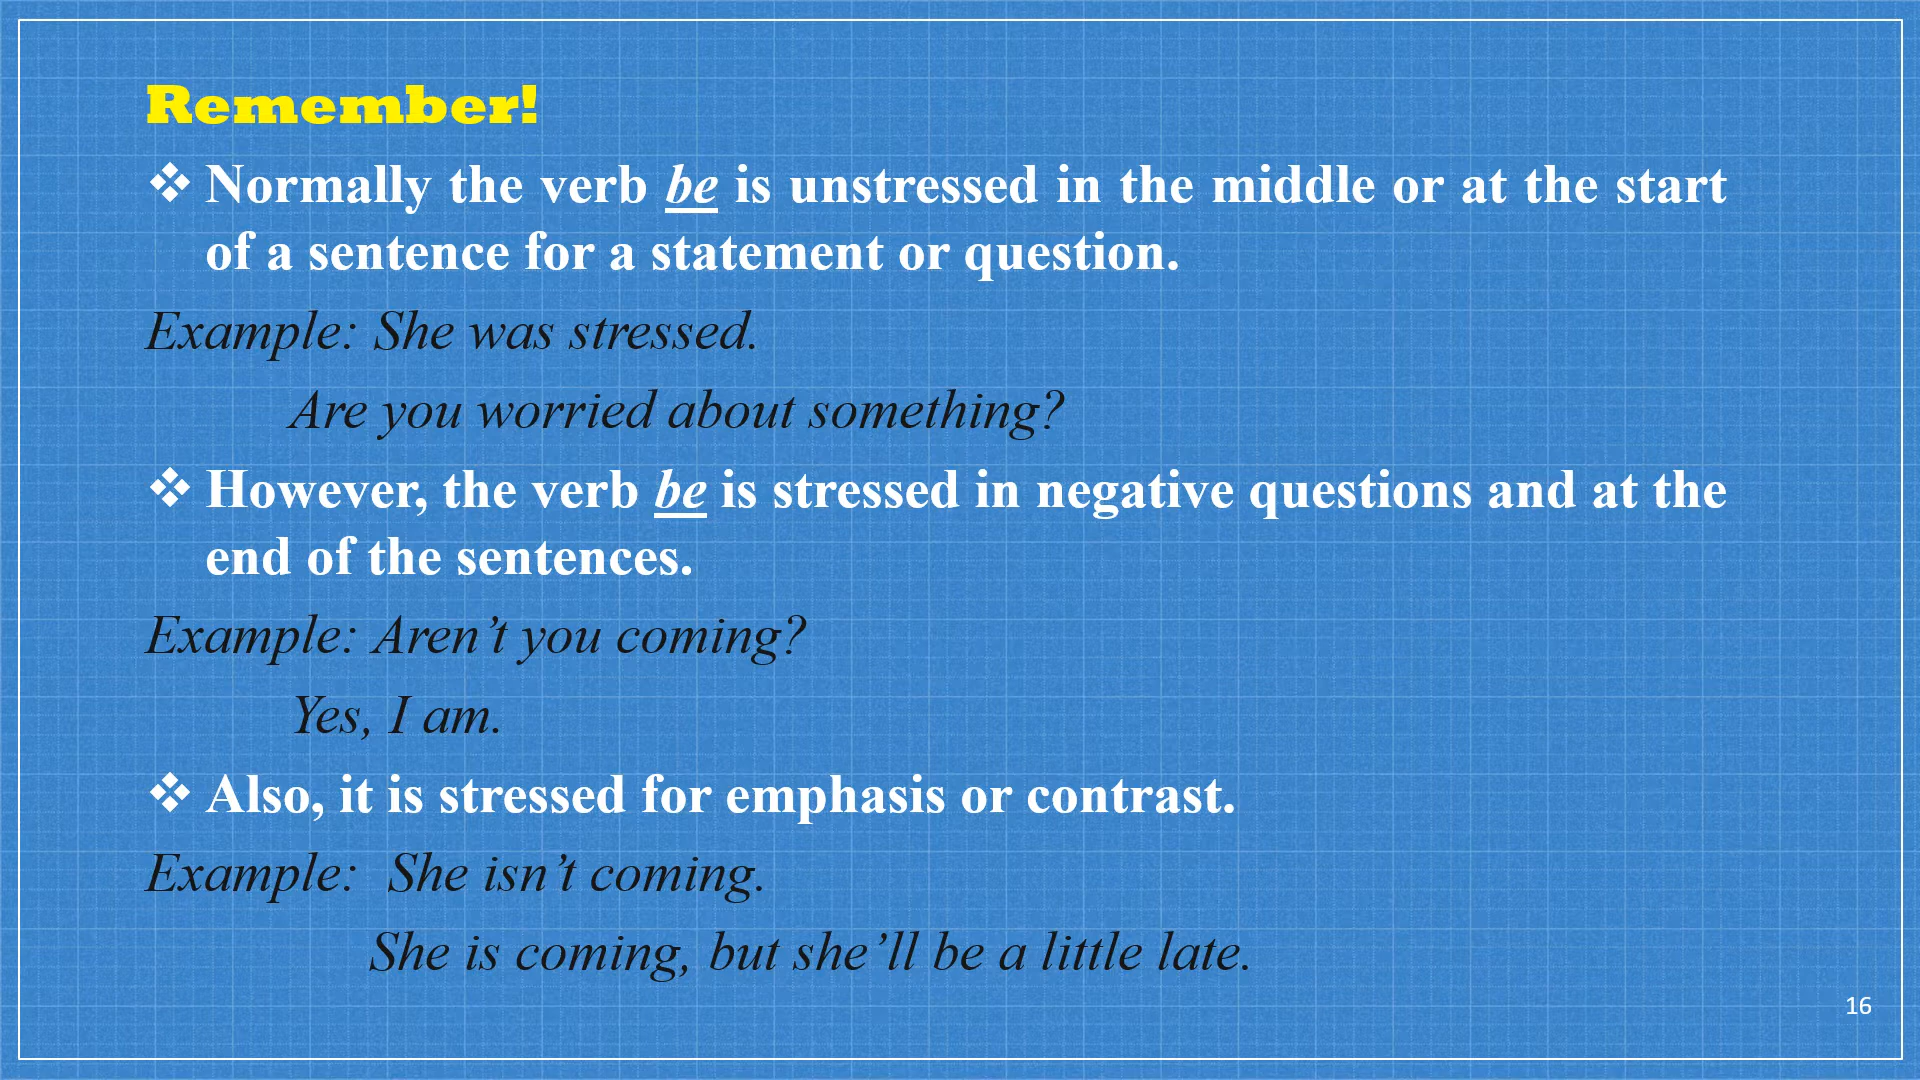 Remember!
❖ Normally the verb be is unstressed in the middle or at the start
of a sentence for a statement or question.
Example: She was stressed.
Are you worried about something?
❖ However, the verb be is stressed in negative questions and at the
end of the sentences.
Example: Aren’t you coming?
Yes, I am.
❖ Also, it is stressed for emphasis or contrast.
Example: She isn’t coming.
She is coming, but she’ll be a little late.
16